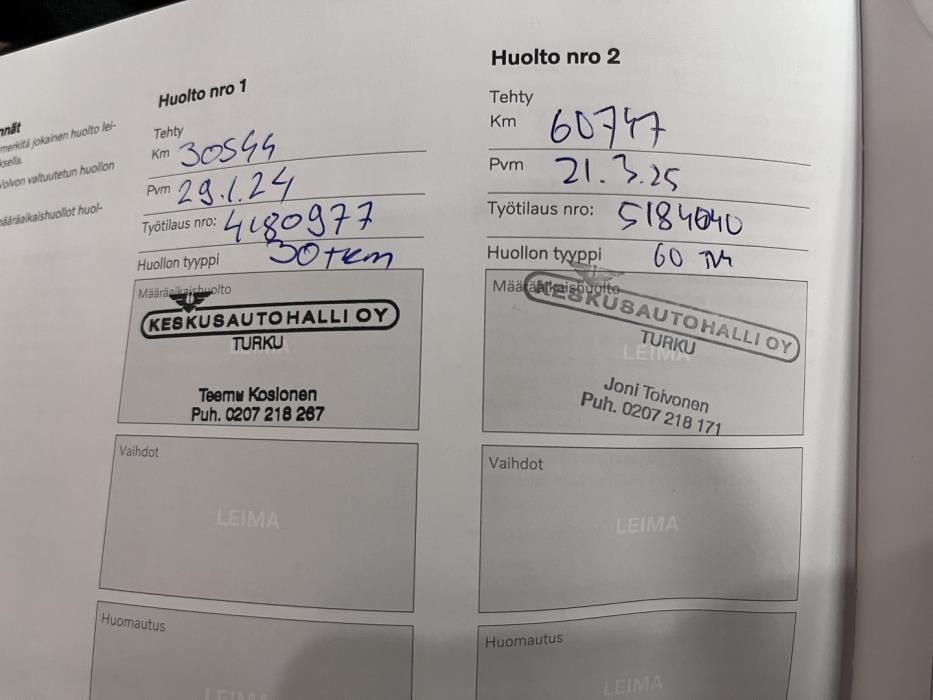 nnät
merkitä jokainen huolto lei-
ksella.
Volvon valtuutetun huollon
määräaikaishuollot huol-
Huolto nro 1
Tehty
Km 30544
Pvm 29.1.24
Työtilaus nro: 4180977
Huollon tyyppi 30tkm
Määräaikaishuolto
KESKUSAUTOHALLI OY
TURKU
LEIMA
Teemu Koslonen
Puh. 0207 218 267
Vaihdot
LEIMA
Huomautus
LEIMA
Huolto nro 2
Tehty
Km 60747
Pvm 21.3.25
Työtilaus nro: 5184040
Huollon tyyppi 60
Määräaikaishuolto
KESKUSAUTOHALLI OY
TURKU
LEIMA
Joni Toivonen
Puh. 0207 218 171
Vaihdot
LEIMA
Huomautus
LEIMA